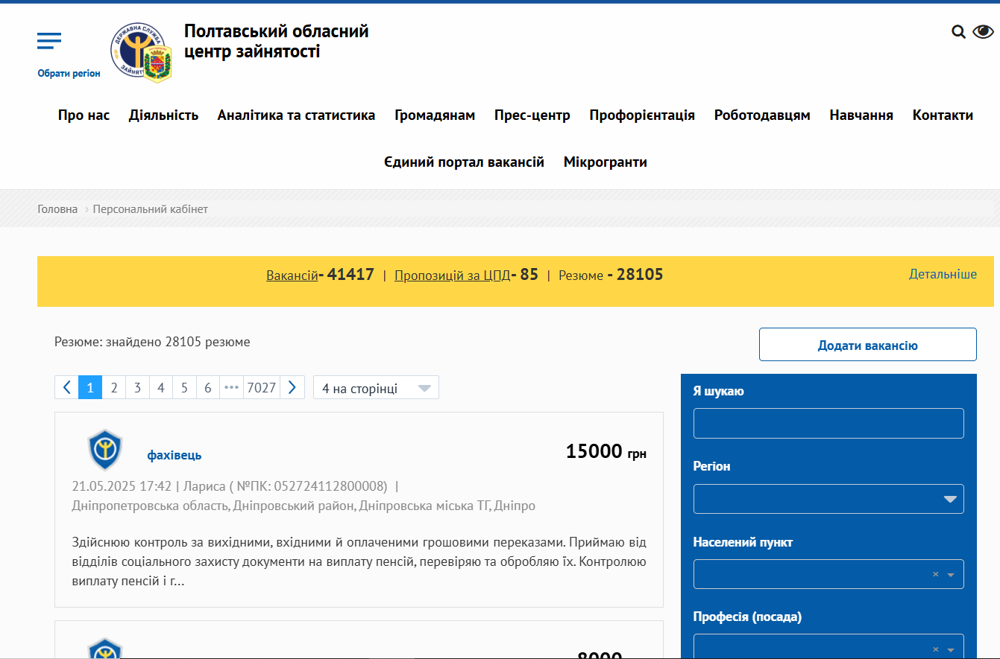 Полтавський обласний
центр зайнятості
Обрати регіон
ДЕРЖАВНА СЛУЖБА
Про нас Діяльність Аналітика та статистика Громадянам Прес-центр Профорієнтація Роботодавцям Навчання Контакти
Єдиний портал вакансій Мікрогранти
Головна › Персональний кабінет
Вакансій- 41417 | Пропозицій за ЦПД- 85 | Резюме - 28105 Детальніше
Резюме: знайдено 28105 резюме
Додати вакансію
1 2 3 4 5 6 ••• 7027 4 на сторінці
Я шукаю
фахівець
15000 грн
21.05.2025 17:42 | Лариса ( №ПК: 052724112800008) |
Дніпропетровська область, Дніпровський район, Дніпровська міська ТГ, Дніпро
Регіон
Здійснюю контроль за вихідними, вхідними й оплаченими грошовими переказами. Приймаю від
відділів соціального захисту документи на виплату пенсій, перевіряю та обробляю їх. Контролюю
виплату пенсій і г...
Населений пункт
×
Професія (посада)
×
8000